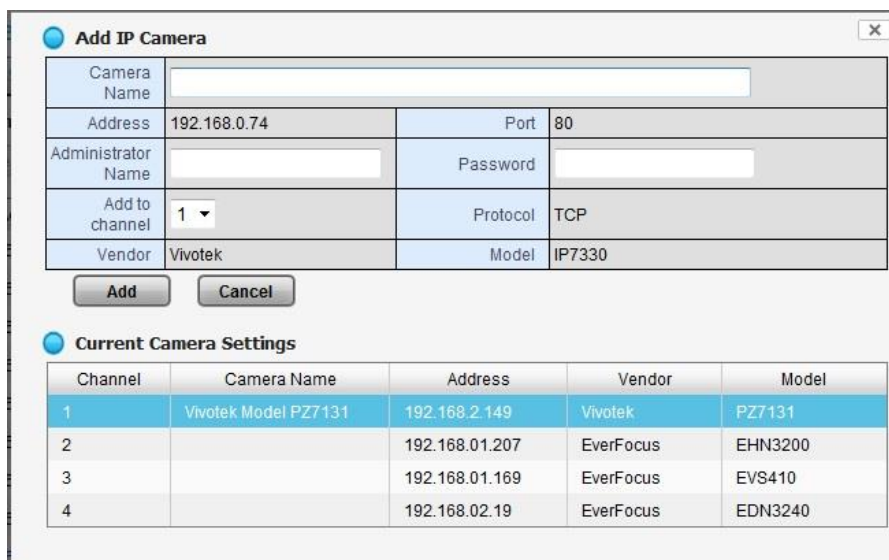 Add IP Camera
Camera Name
Address 192.168.0.74 Port 80
Administrator Name Password
Add to channel 1 Protocol TCP
Vendor Vivotek Model IP7330
Add Cancel
Current Camera Settings
Channel Camera Name Address Vendor Model
1 Vivotek Model PZ7131 192.168.2.149 Vivotek PZ7131
2 192.168.01.207 EverFocus EHN3200
3 192.168.01.169 EverFocus EVS410
4 192.168.02.19 EverFocus EDN3240